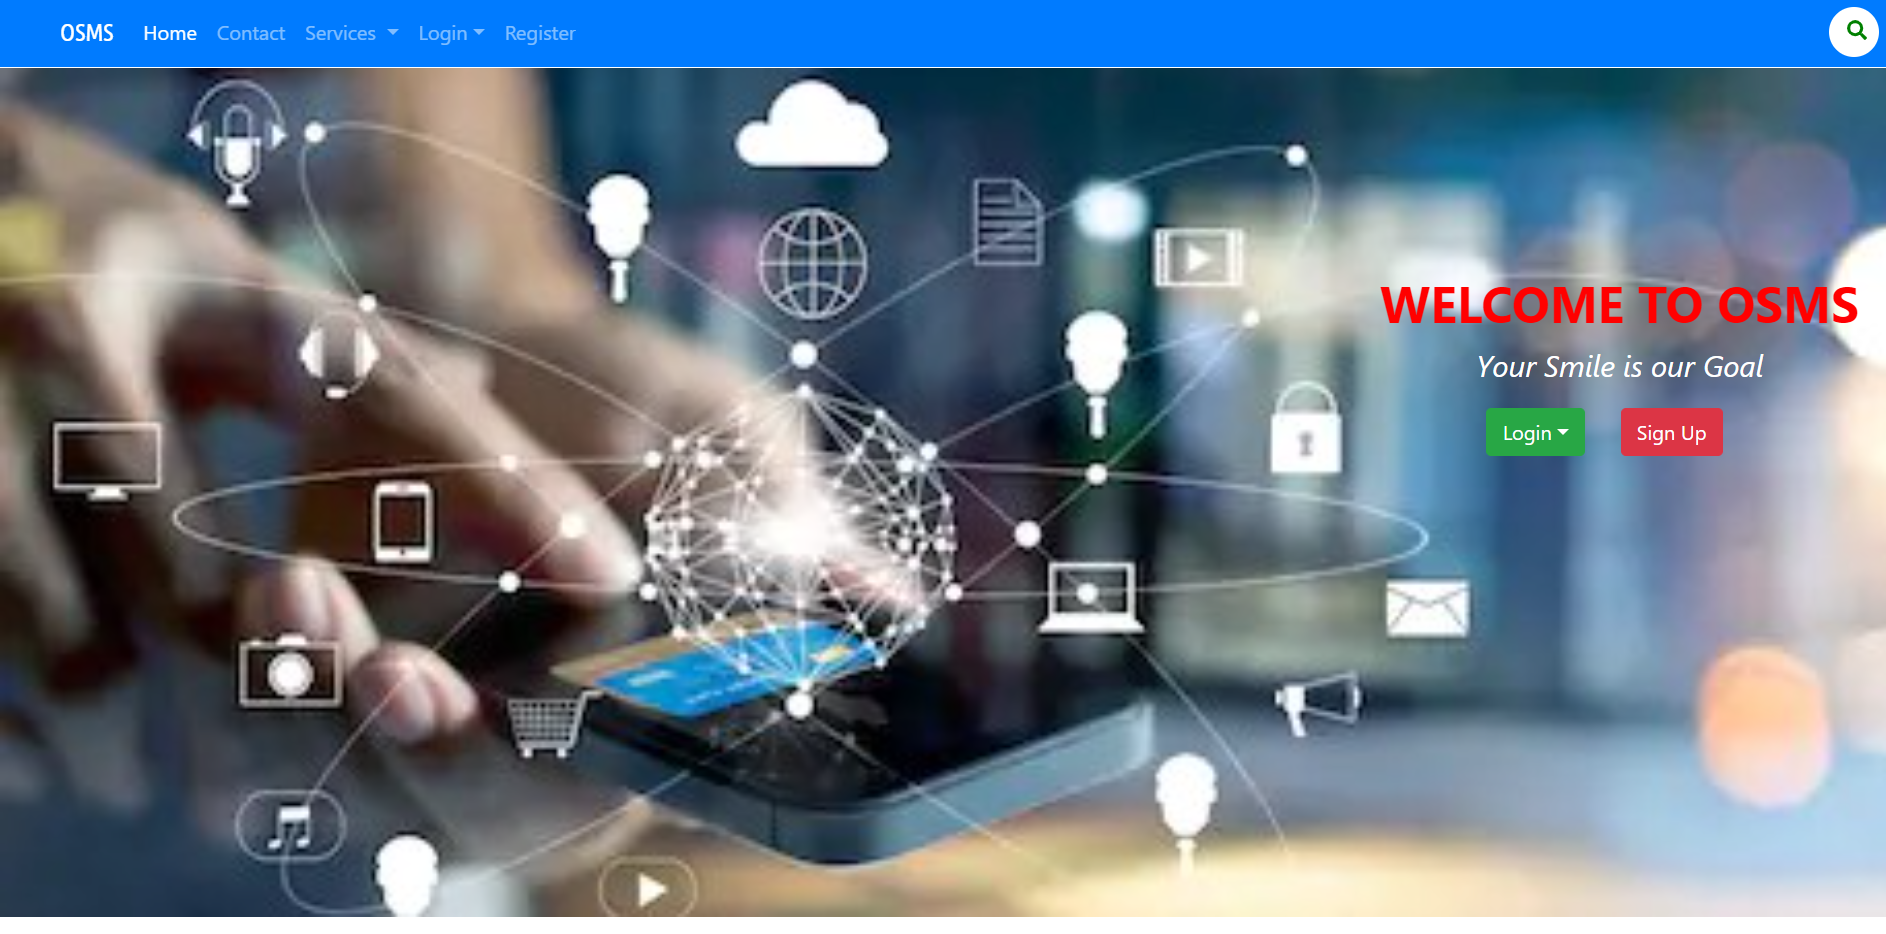 OSMS Home Contact Services Login Register
WELCOME TO OSMS
Your Smile is our Goal
Login Sign Up